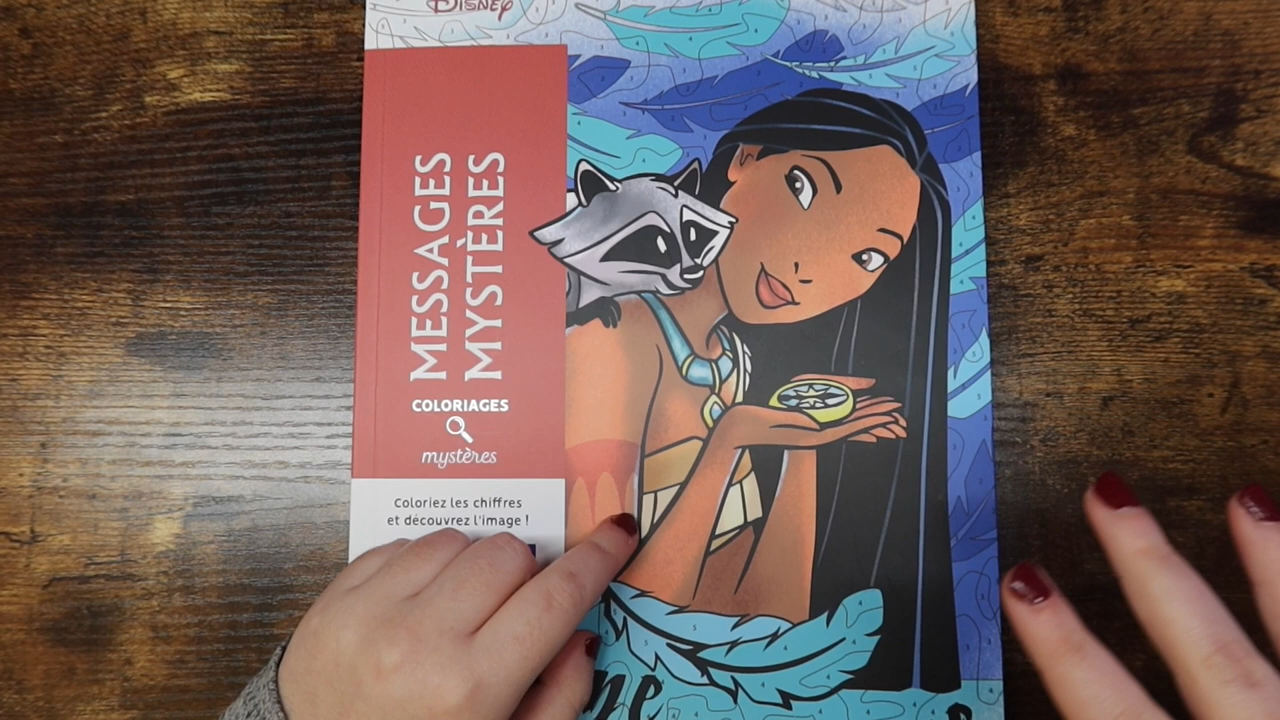 Disney
MESSAGES
MYSTÈRES
COLORIAGES
mystères
Coloriez les chiffres
et découvrez l'image !